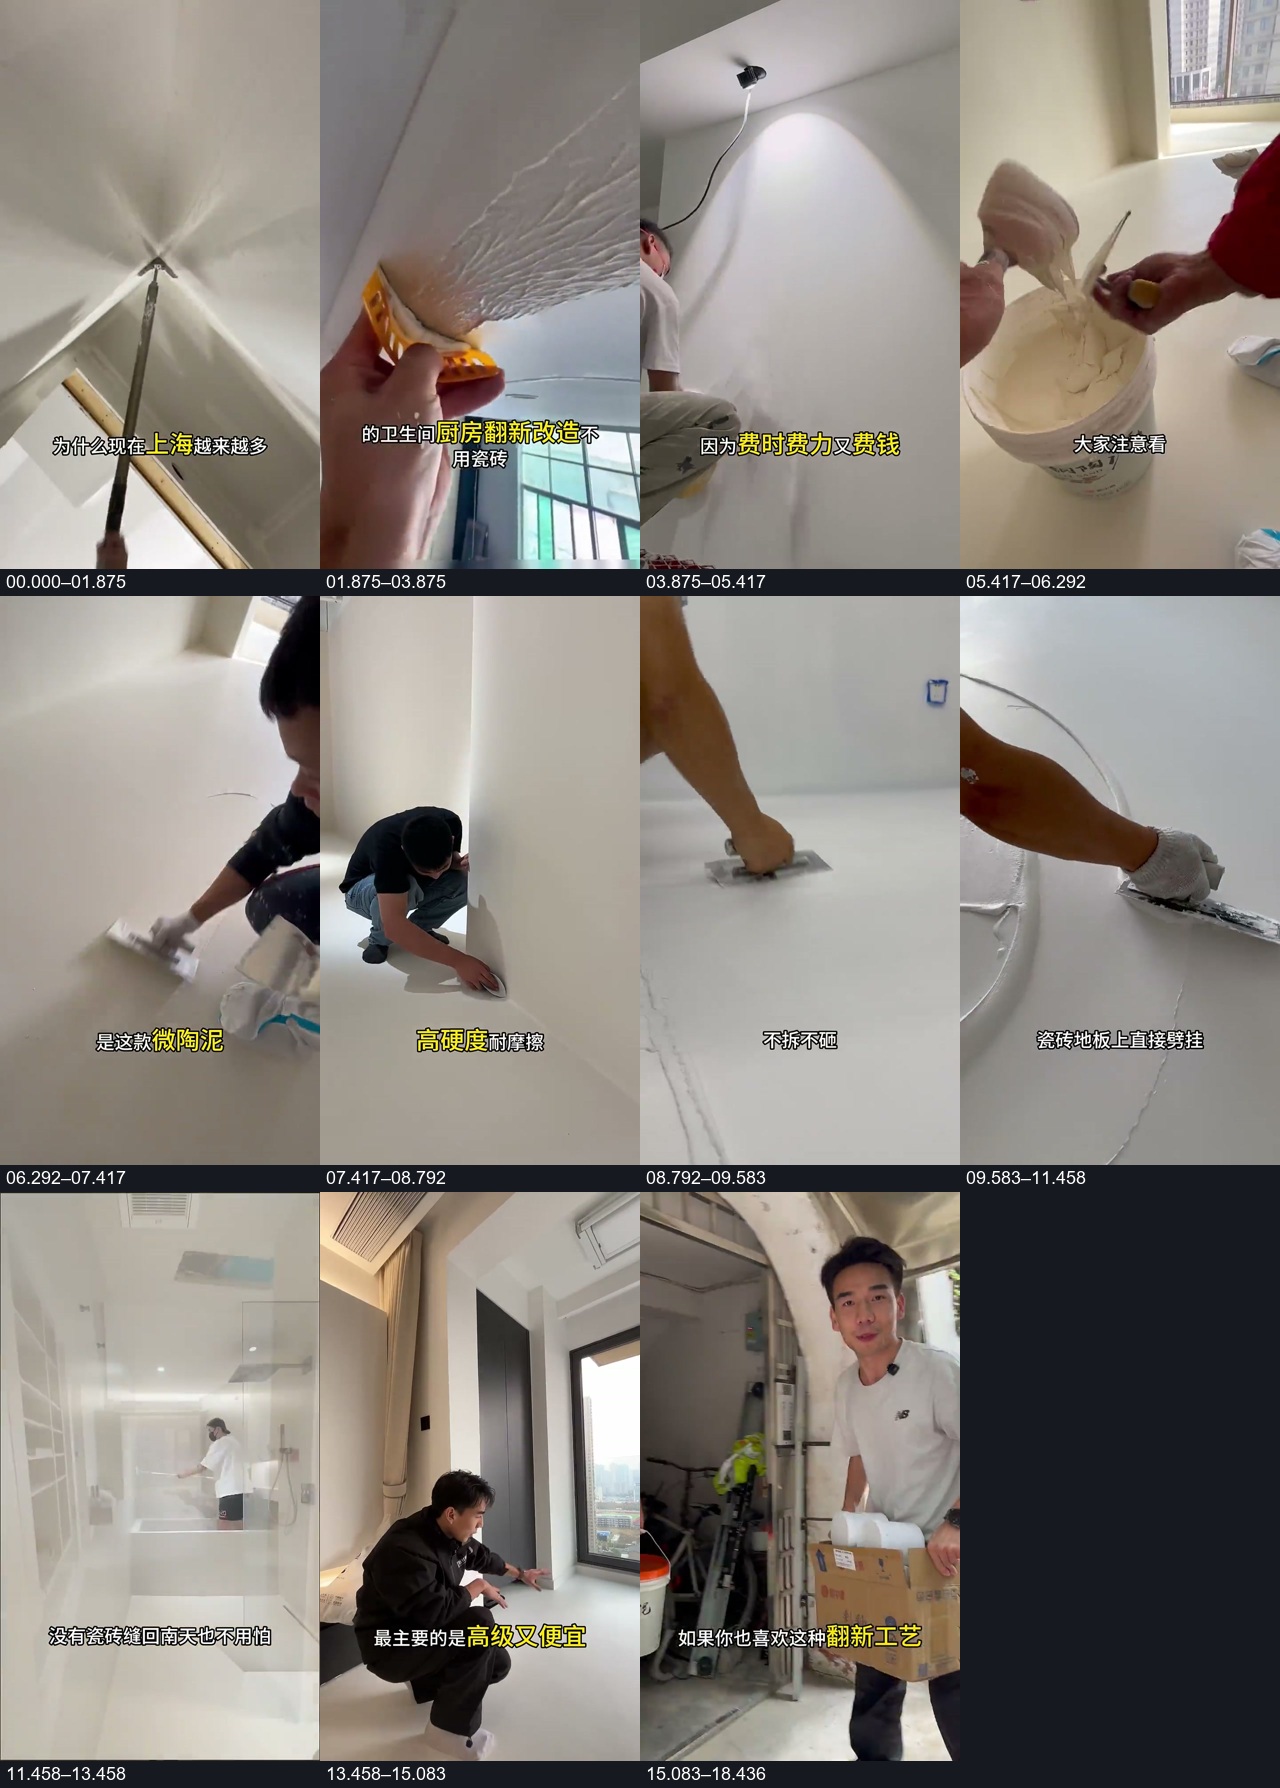 为什么现在上海越来越多
00.000–01.875
的卫生间厨房翻新改造不
用瓷砖
01.875–03.875
因为费时费力又费钱
03.875–05.417
大家注意看
05.417–06.292
是这款微陶泥
06.292–07.417
高硬度耐摩擦
07.417–08.792
不拆不砸
08.792–09.583
瓷砖地板上直接劈挂
09.583–11.458
没有瓷砖缝回南天也不用怕
11.458–13.458
最主要的是高级又便宜
13.458–15.083
如果你也喜欢这种翻新工艺
15.083–18.436